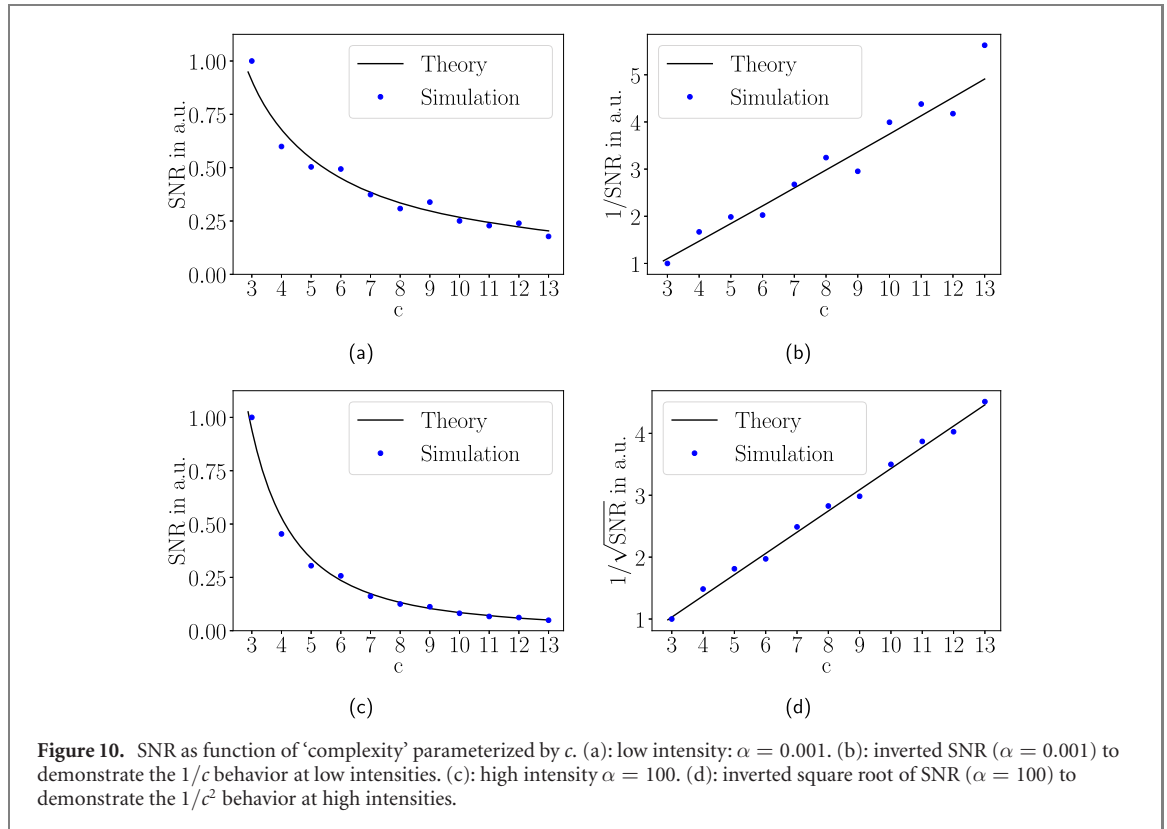 SNR in a.u.
1.00
0.75
0.50
0.25
0.00
Theory
Simulation
3 4 5 6 7 8 9 10 11 12 13
c
(a)
1/SNR in a.u.
5
4
3
2
1
Theory
Simulation
3 4 5 6 7 8 9 10 11 12 13
c
(b)
SNR in a.u.
1.00
0.75
0.50
0.25
0.00
Theory
Simulation
3 4 5 6 7 8 9 10 11 12 13
c
(c)
1/√SNR in a.u.
4
3
2
1
Theory
Simulation
3 4 5 6 7 8 9 10 11 12 13
c
(d)
Figure 10. SNR as function of ‘complexity’ parameterized by c. (a): low intensity: α = 0.001. (b): inverted SNR (α = 0.001) to
demonstrate the 1/c behavior at low intensities. (c): high intensity α = 100. (d): inverted square root of SNR (α = 100) to
demonstrate the 1/c² behavior at high intensities.